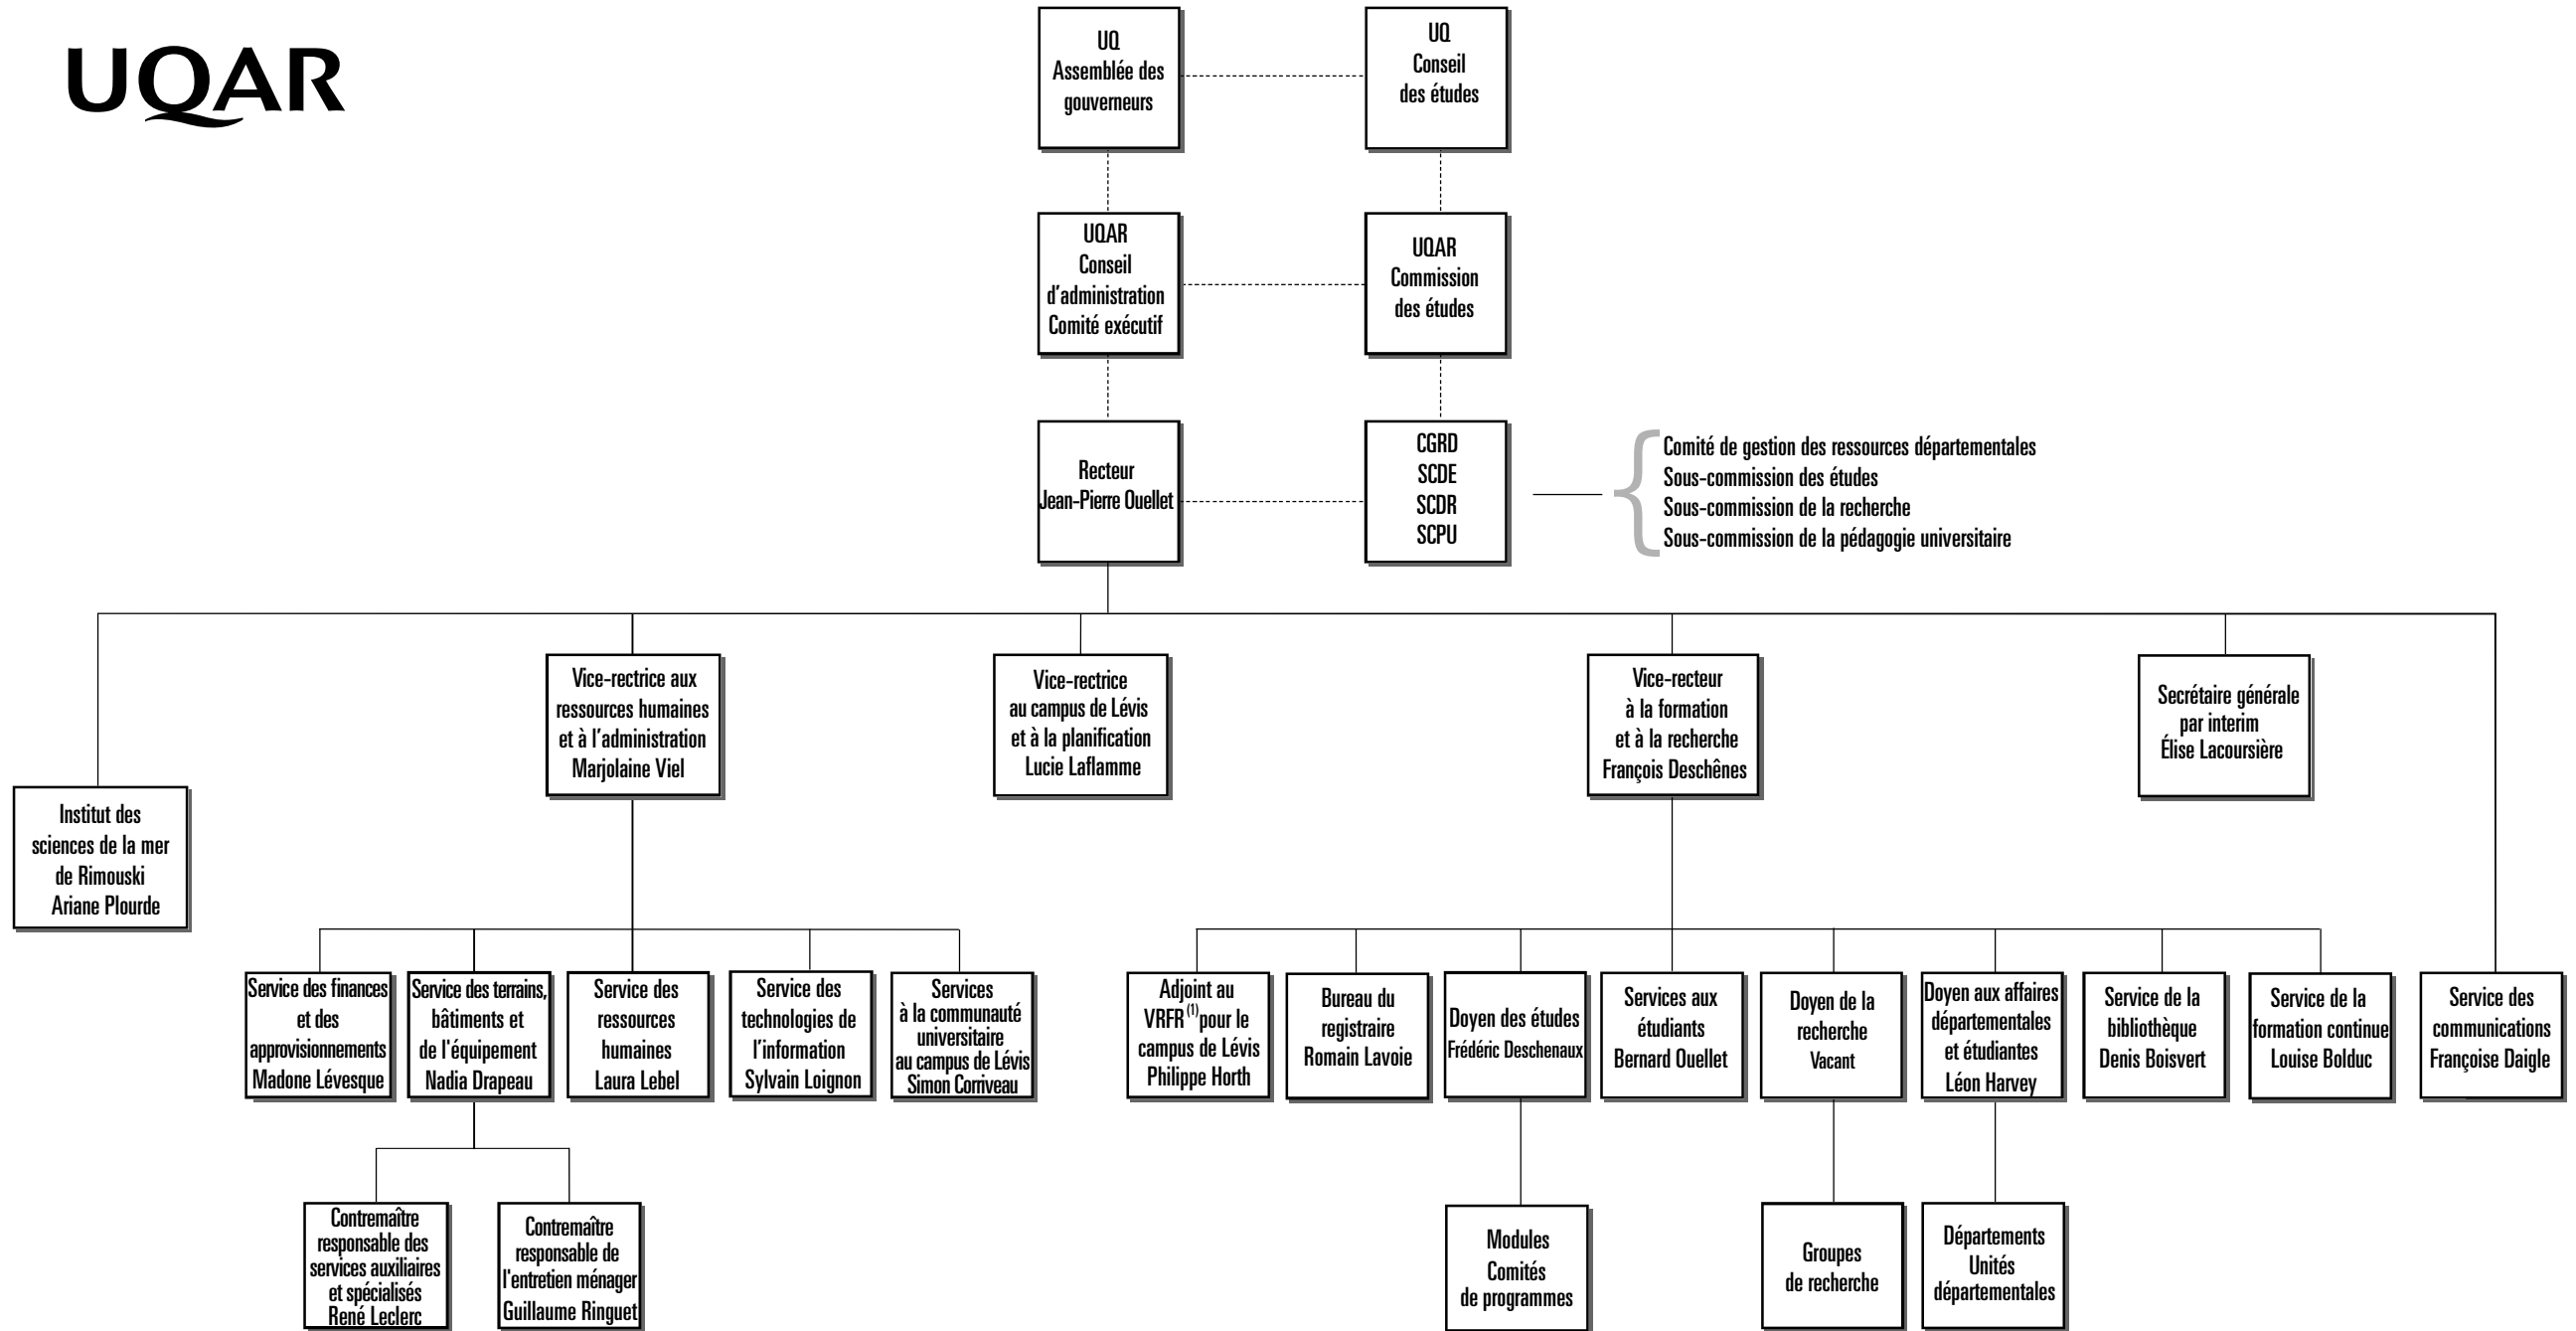 UQAR
UQ
Assemblée des
gouverneurs
UQ
Conseil
des études
UQAR
Conseil
d'administration
Comité exécutif
UQAR
Commission
des études
Recteur
Jean-Pierre Ouellet
CGRD
SCDE
SCDR
SCPU
Comité de gestion des ressources départementales
Sous-commission des études
Sous-commission de la recherche
Sous-commission de la pédagogie universitaire
Institut des
sciences de la mer
de Rimouski
Ariane Plourde
Vice-rectrice aux
ressources humaines
et à l'administration
Marjolaine Viel
Vice-rectrice
au campus de Lévis
et à la planification
Lucie Laflamme
Vice-recteur
à la formation
et à la recherche
François Deschênes
Secrétaire générale
par interim
Élise Lacoursière
Service des finances
et des
approvisionnements
Madone Lévesque
Service des terrains,
bâtiments et
de l'équipement
Nadia Drapeau
Service des
ressources
humaines
Laura Lebel
Service des
technologies de
l'information
Sylvain Loignon
Services
à la communauté
universitaire
au campus de Lévis
Simon Corriveau
Adjoint au
VRFR (1) pour le
campus de Lévis
Philippe Horth
Bureau du
registraire
Romain Lavoie
Doyen des études
Frédéric Deschenaux
Services aux
étudiants
Bernard Ouellet
Doyen de la
recherche
Vacant
Doyen aux affaires
départementales
et étudiantes
Léon Harvey
Service de la
bibliothèque
Denis Boisvert
Service de la
formation continue
Louise Bolduc
Service des
communications
Françoise Daigle
Contremaître
responsable des
services auxiliaires
et spécialisés
René Leclerc
Contremaître
responsable de
l'entretien ménager
Guillaume Ringuet
Modules
Comités
de programmes
Groupes
de recherche
Départements
Unités
départementales